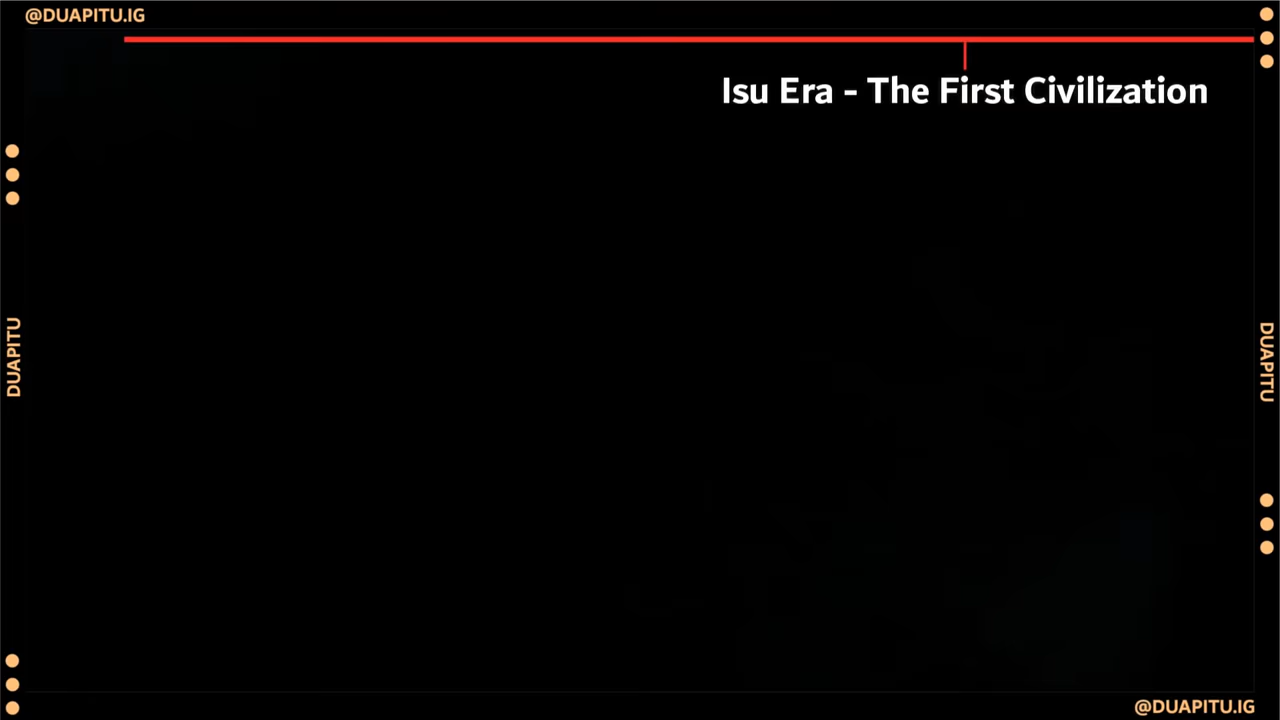 @DUAPITU.IG
Isu Era - The First Civilization
DUAPITU
DUAPITU
@DUAPITU.IG